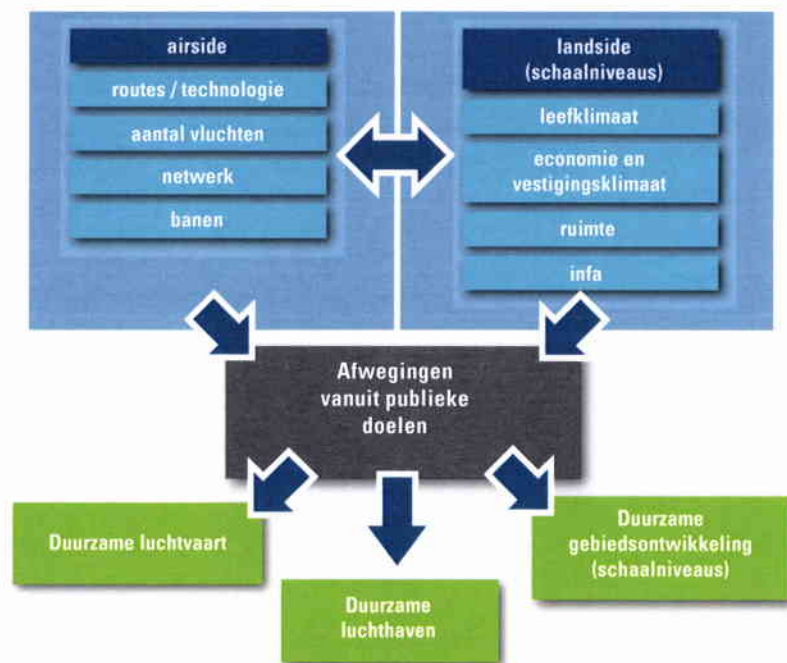 airside
routes / technologie
aantal vluchten
netwerk
banen
landside
(schaalniveaus)
leefklimaat
economie en
vestigingsklimaat
ruimte
infa
Afwegingen
vanuit publieke
doelen
Duurzame luchtvaart
Duurzame
luchthaven
Duurzame
gebiedsontwikkeling
(schaalniveaus)